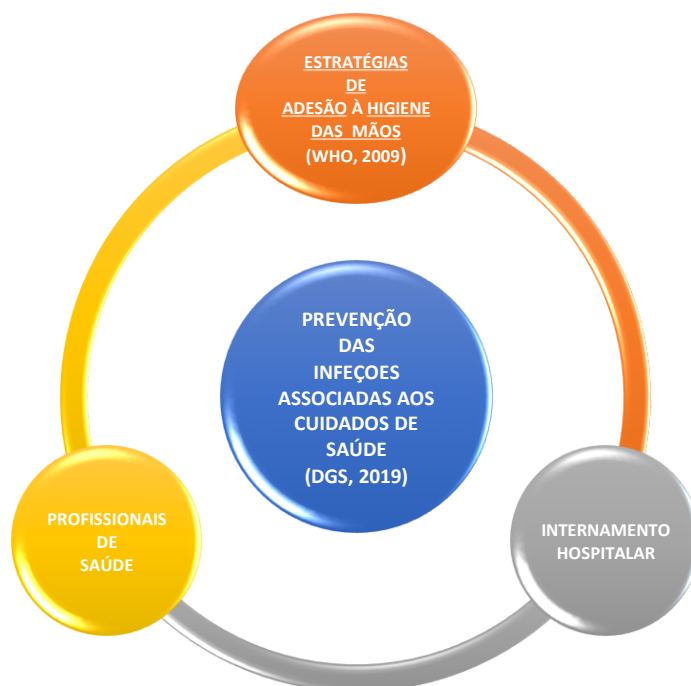 ESTRATÉGIAS
DE
ADESÃO À HIGIENE
DAS MÃOS
(WHO, 2009)
PREVENÇÃO
DAS
INFEÇOES
ASSOCIADAS AOS
CUIDADOS DE
SAÚDE
(DGS, 2019)
PROFISSIONAIS
DE
SAÚDE
INTERNAMENTO
HOSPITALAR